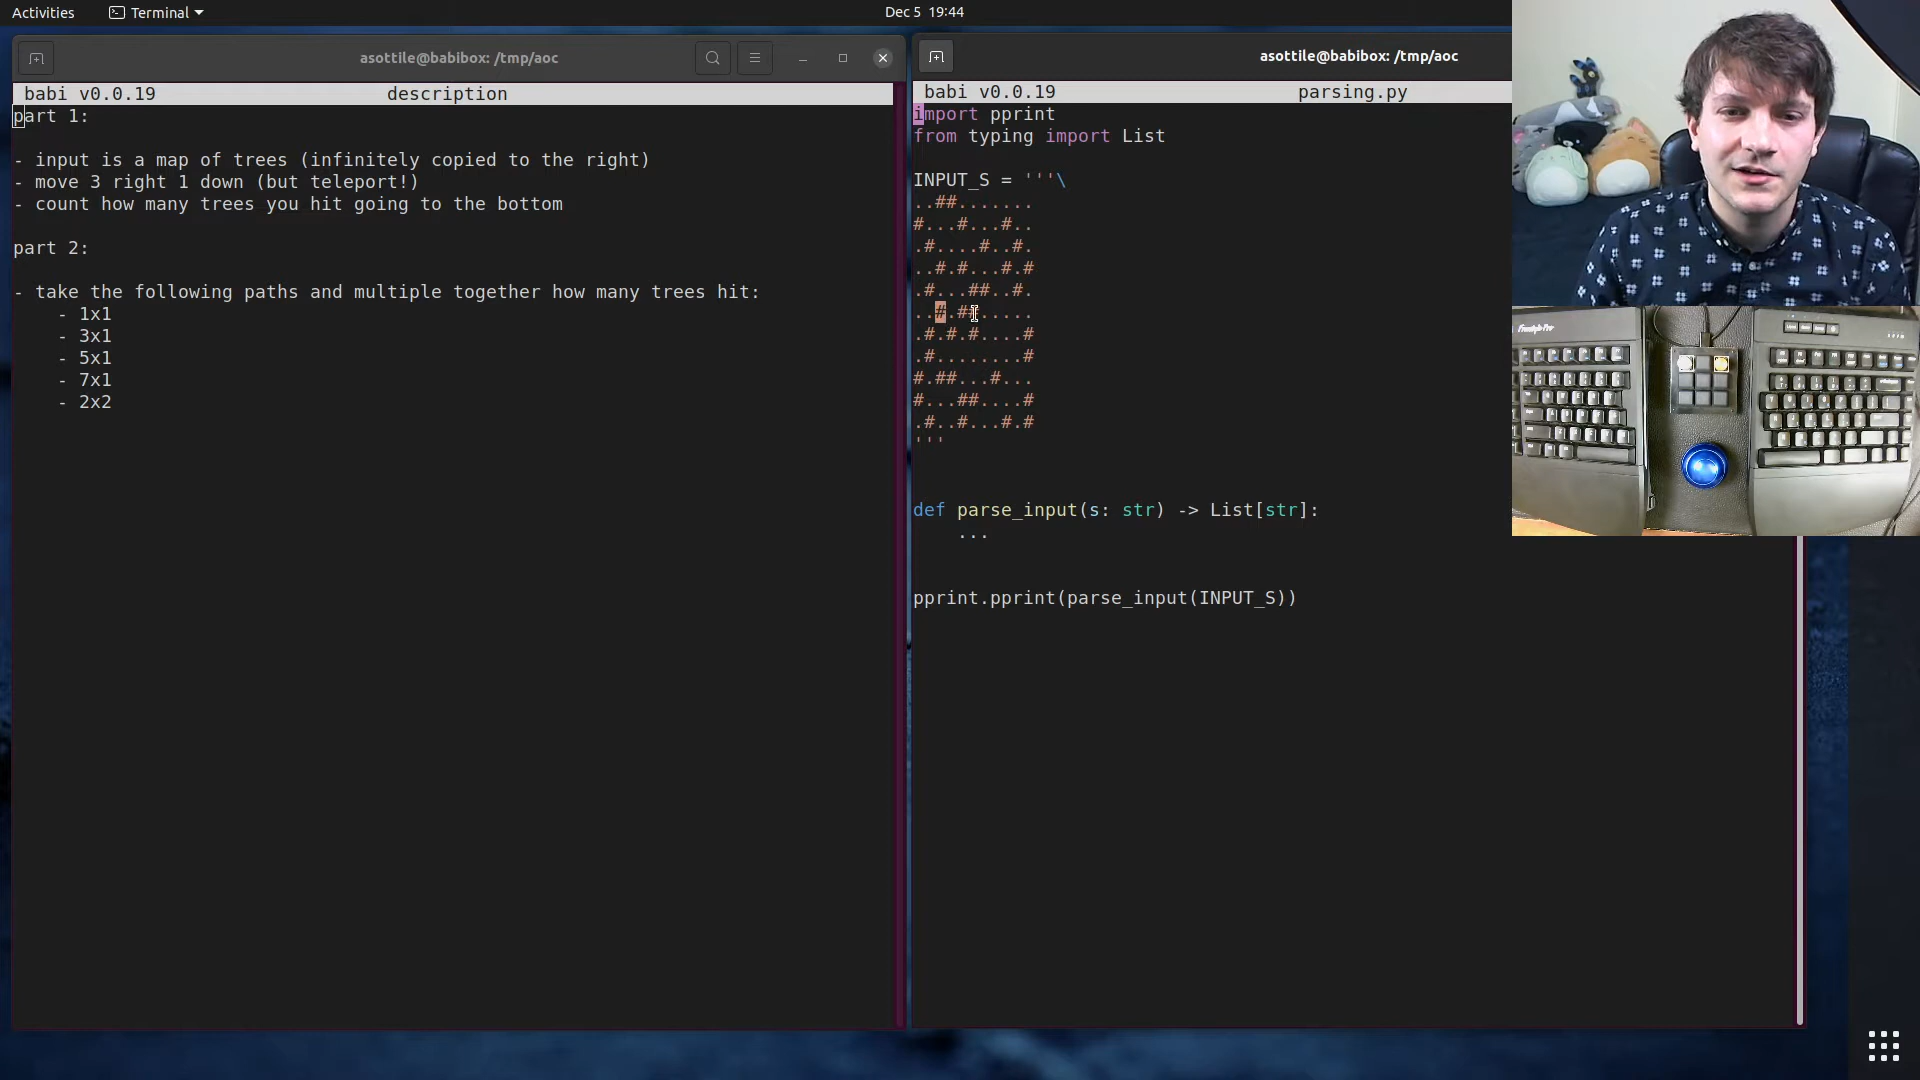 Activities
Terminal
Dec 5 19:44
asottile@babibox: /tmp/aoc
babi v0.0.19 description
part 1:
- input is a map of trees (infinitely copied to the right)
- move 3 right 1 down (but teleport!)
- count how many trees you hit going to the bottom
part 2:
- take the following paths and multiple together how many trees hit:
- 1x1
- 3x1
- 5x1
- 7x1
- 2x2
asottile@babibox: /tmp/aoc
babi v0.0.19 parsing.py
import pprint
from typing import List
INPUT_S = '''\
..##.......
#...#...#..
.#....#..#.
..#.#...#.#
.#...##..#.
..#.##.....
.#.#.#....#
.#........#
#.##...#...
#...##....#
.#..#...#.#
'''
def parse_input(s: str) -> List[str]:
...
pprint.pprint(parse_input(INPUT_S))
Freestyle Pro